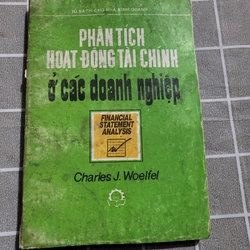 PHÂN TÍCH
HOẠT ĐỘNG TÀI CHÍNH
ở các doanh nghiệp
FINANCIAL
STATEMENT
ANALYSIS
Charles J. Woelfel